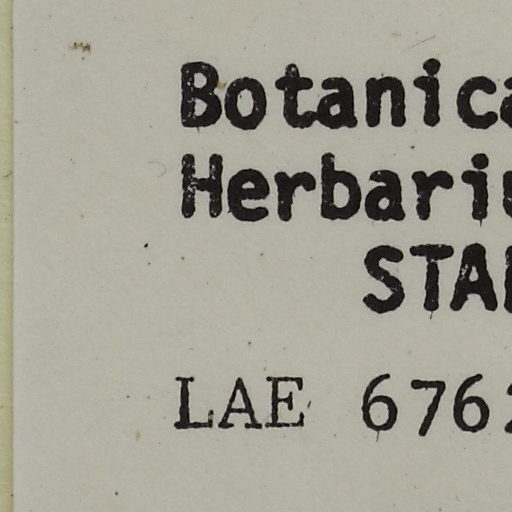 Botanica
Herbariu
STA
LAE 676